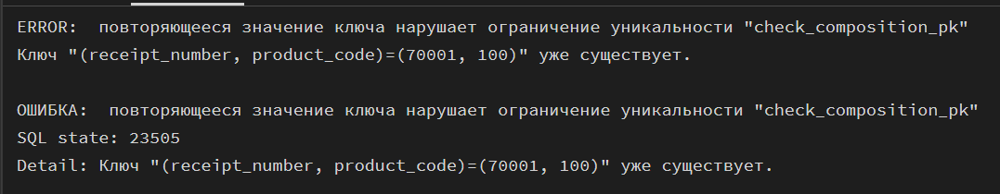 ERROR:  повторяющееся значение ключа нарушает ограничение уникальности "check_composition_pk"
Ключ "(receipt_number, product_code)=(70001, 100)" уже существует.
ОШИБКА:  повторяющееся значение ключа нарушает ограничение уникальности "check_composition_pk"
SQL state: 23505
Detail: Ключ "(receipt_number, product_code)=(70001, 100)" уже существует.